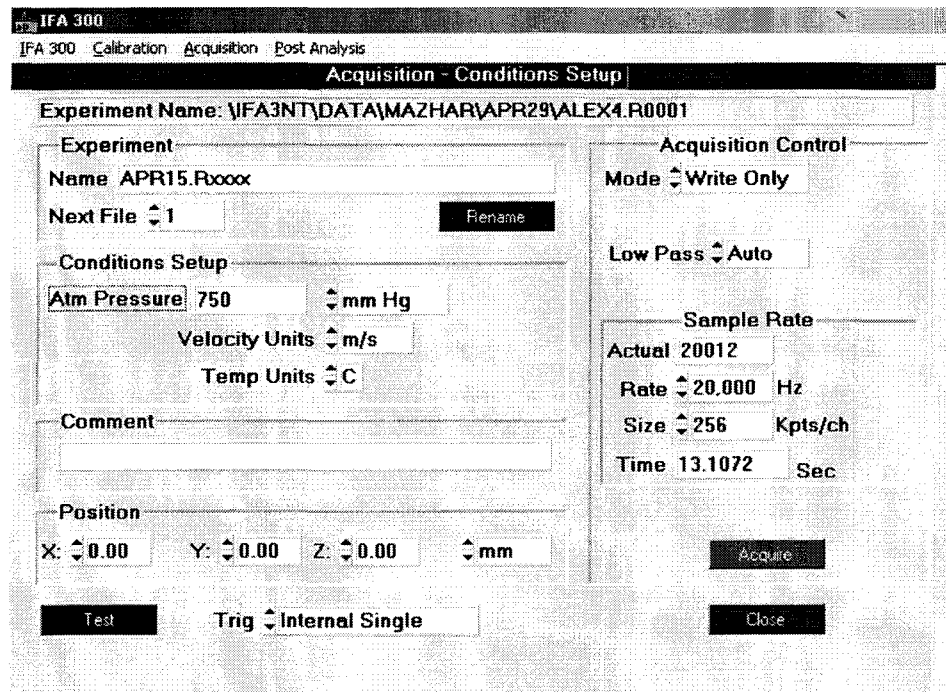 IFA 300
IFA 300 Calibration Acquisition Post Analysis
Acquisition - Conditions Setup
Experiment Name: \IFA3NT\DATA\MAZHAR\APR29\ALEX4.R0001
Experiment
Name APR15.Rxxxx
Next File 1 Rename
Conditions Setup
Atm Pressure 750 mm Hg
Velocity Units m/s
Temp Units C
Comment
Position
X: 0.00 Y: 0.00 Z: 0.00 mm
Test Trig Internal Single
Acquisition Control
Mode Write Only
Low Pass Auto
Sample Rate
Actual 20012
Rate 20,000 Hz
Size 256 Kpts/ch
Time 13.1072 Sec
Acquire
Close